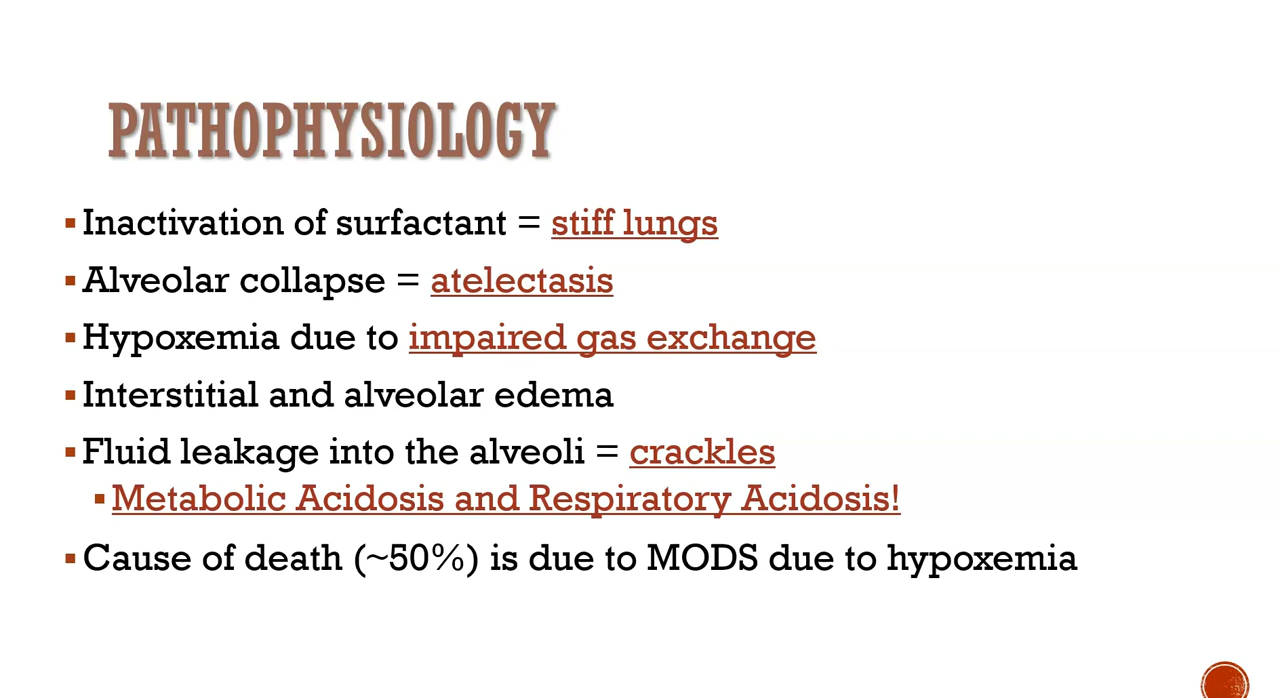 PATHOPHYSIOLOGY
Inactivation of surfactant = stiff lungs
Alveolar collapse = atelectasis
Hypoxemia due to impaired gas exchange
Interstitial and alveolar edema
Fluid leakage into the alveoli = crackles
Metabolic Acidosis and Respiratory Acidosis!
Cause of death (~50%) is due to MODS due to hypoxemia